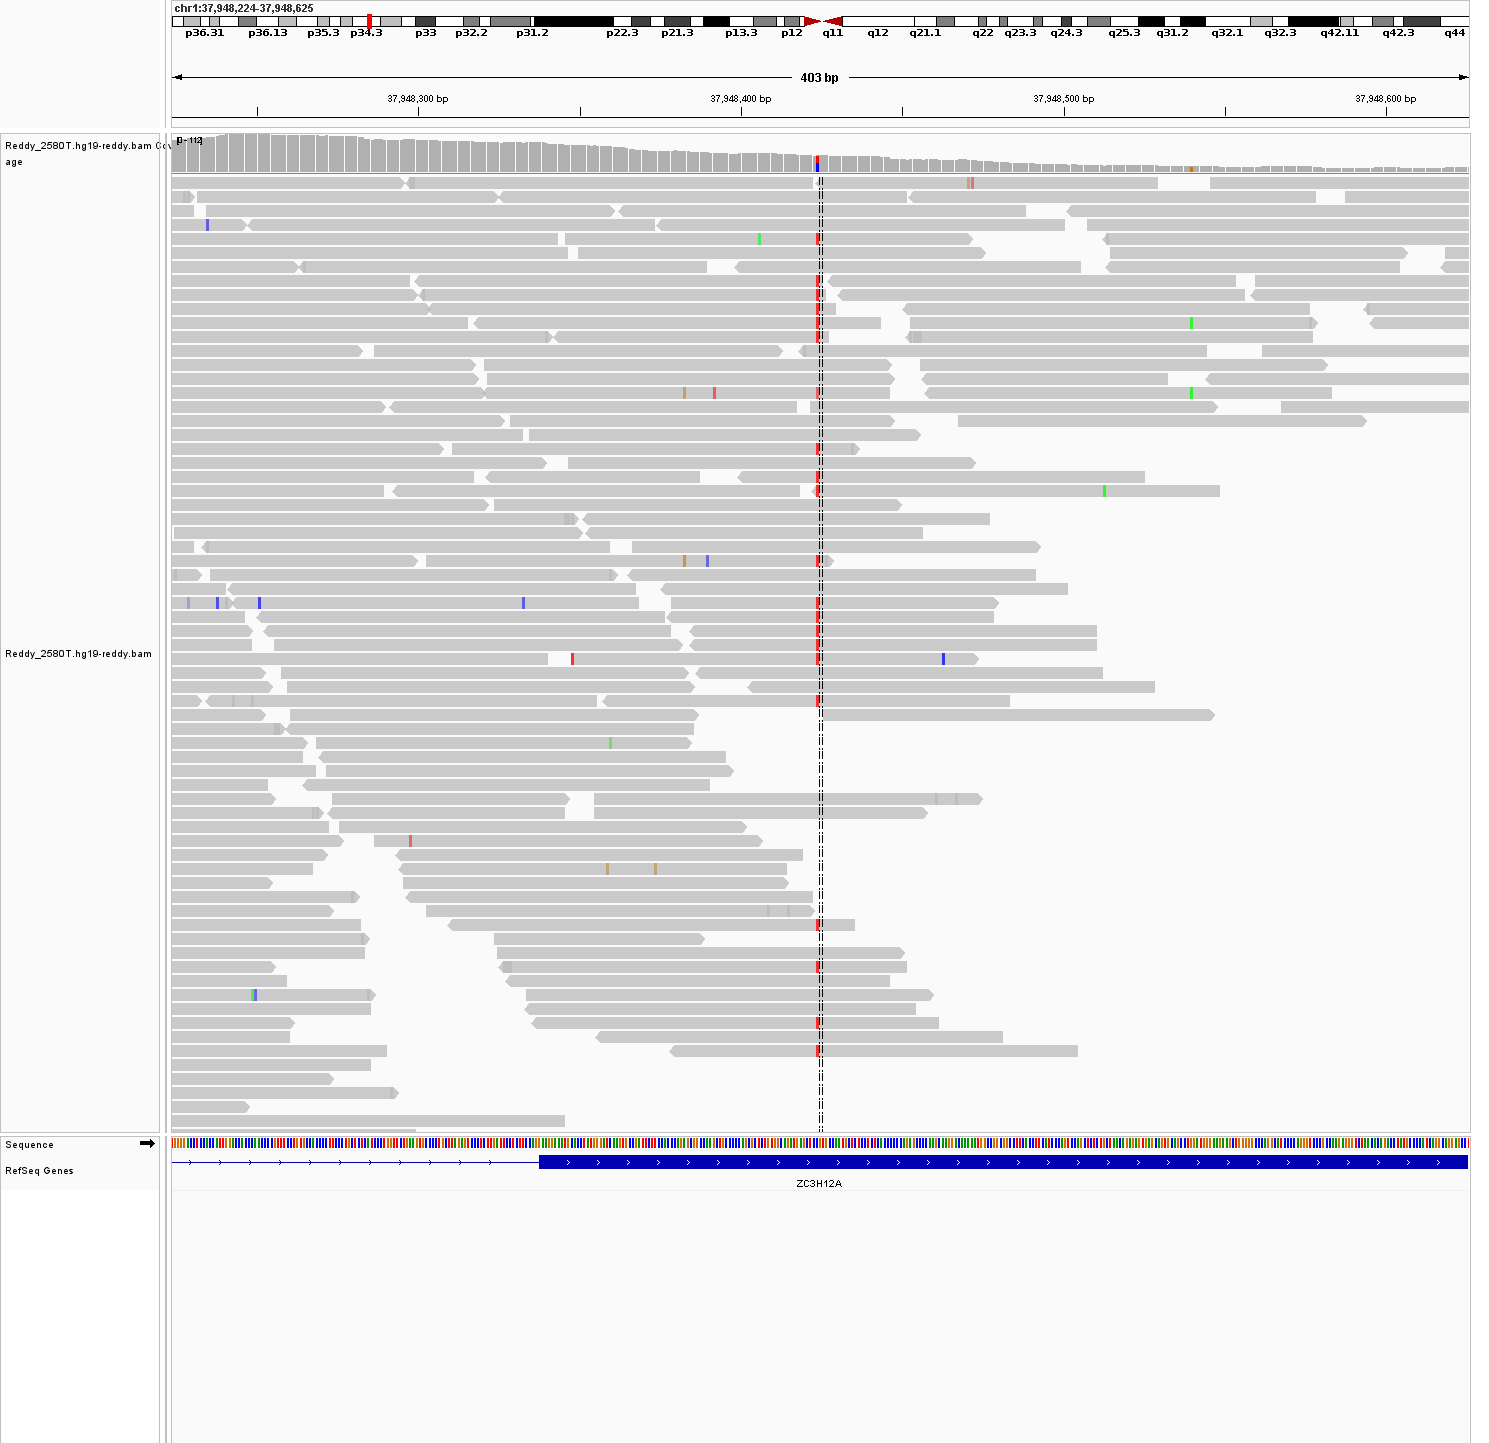 chr1:37,948,224-37,948,625
p36.31 p36.13 p35.3 p34.3 p33 p32.2 p31.2 p22.3 p21.3 p13.3 p12 q11 q12 q21.1 q22 q23.3 q24.3 q25.3 q31.2 q32.1 q32.3 q42.11 q42.3 q44
403 bp
37,948,300 bp 37,948,400 bp 37,948,500 bp 37,948,600 bp
[0 - 112]
Reddy_2580T.hg19-reddy.bam Cov
age
Reddy_2580T.hg19-reddy.bam
Sequence
RefSeq Genes
ZC3H12A